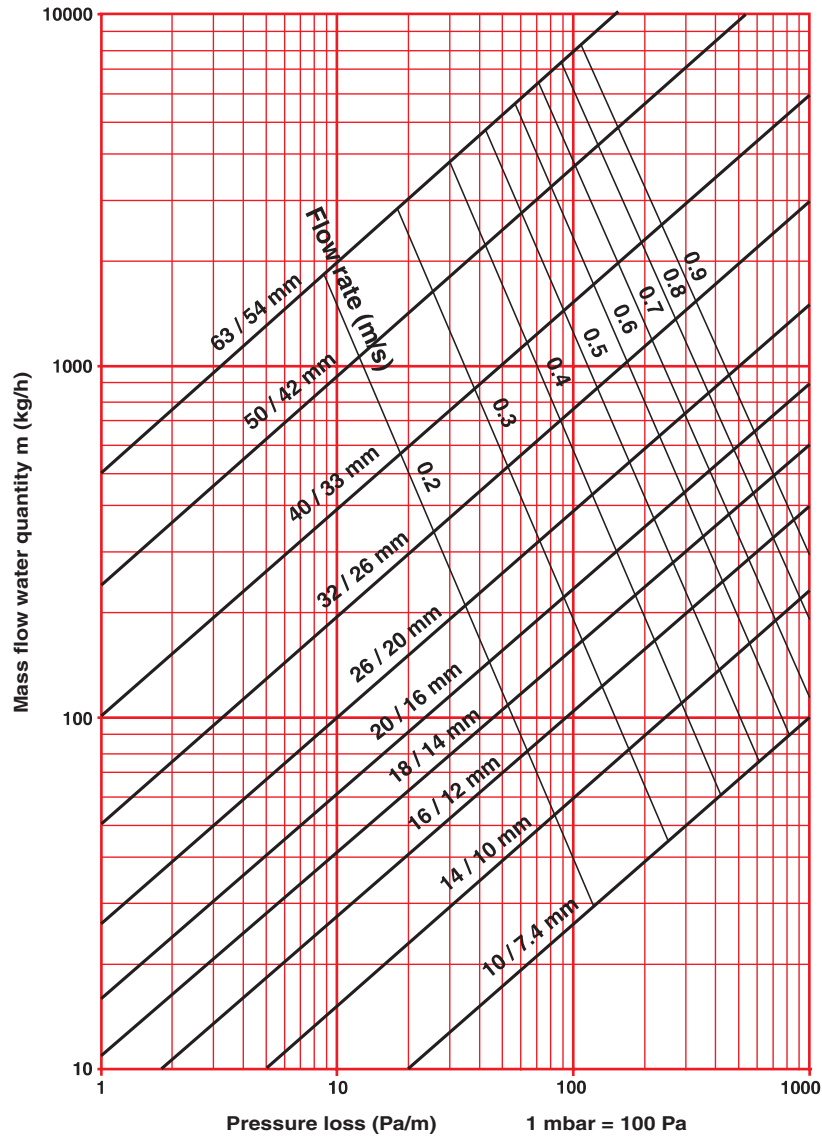 10000
1000
100
10
1
10
100
1000
Mass flow water quantity m (kg/h)
Pressure loss (Pa/m)
1 mbar = 100 Pa
Flow rate (m/s)
63 / 54 mm
50 / 42 mm
40 / 33 mm
32 / 26 mm
26 / 20 mm
20 / 16 mm
18 / 14 mm
16 / 12 mm
14 / 10 mm
10 / 7.4 mm
0.2
0.3
0.4
0.5
0.6
0.7
0.8
0.9